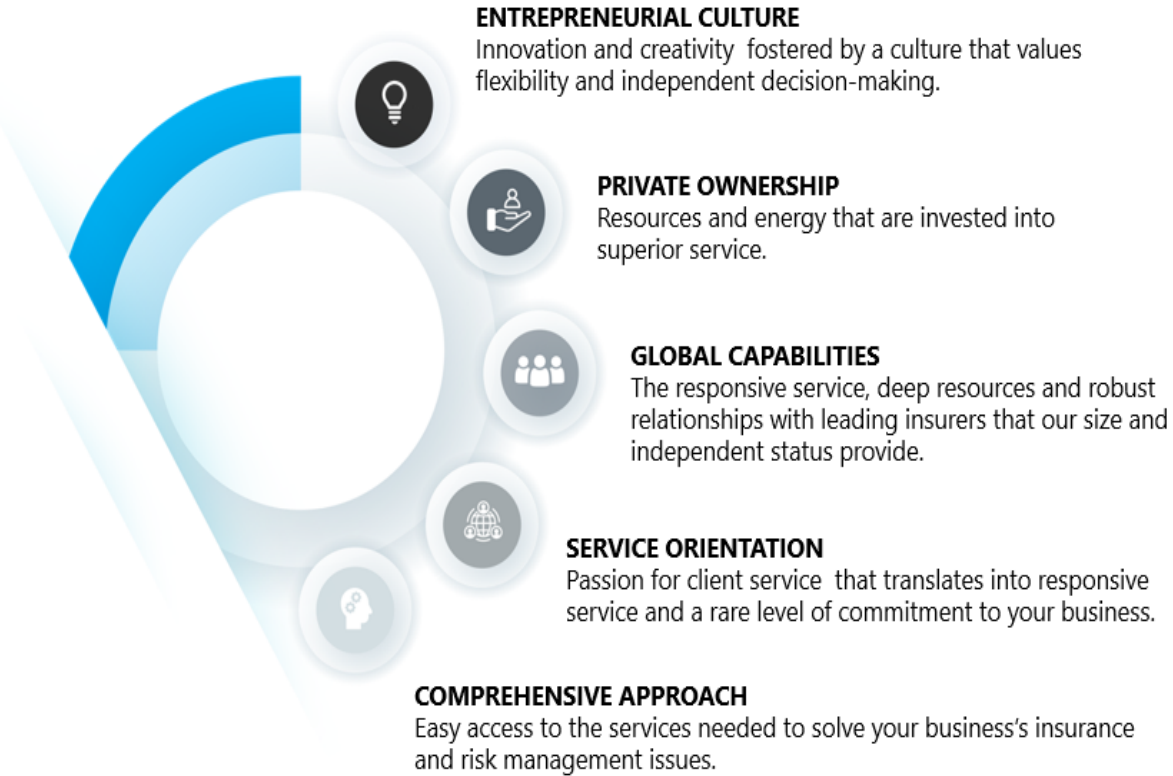 ENTREPRENEURIAL CULTURE
Innovation and creativity  fostered by a culture that values
flexibility and independent decision-making.
PRIVATE OWNERSHIP
Resources and energy that are invested into
superior service.
GLOBAL CAPABILITIES
The responsive service, deep resources and robust
relationships with leading insurers that our size and
independent status provide.
SERVICE ORIENTATION
Passion for client service  that translates into responsive
service and a rare level of commitment to your business.
COMPREHENSIVE APPROACH
Easy access to the services needed to solve your business’s insurance
and risk management issues.